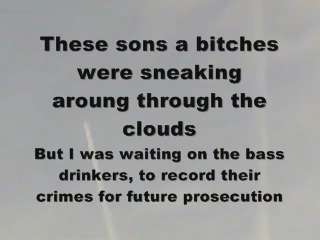 These sons a bitches
were sneaking
aroung through the
clouds
But I was waiting on the bass
drinkers, to record their
crimes for future prosecution